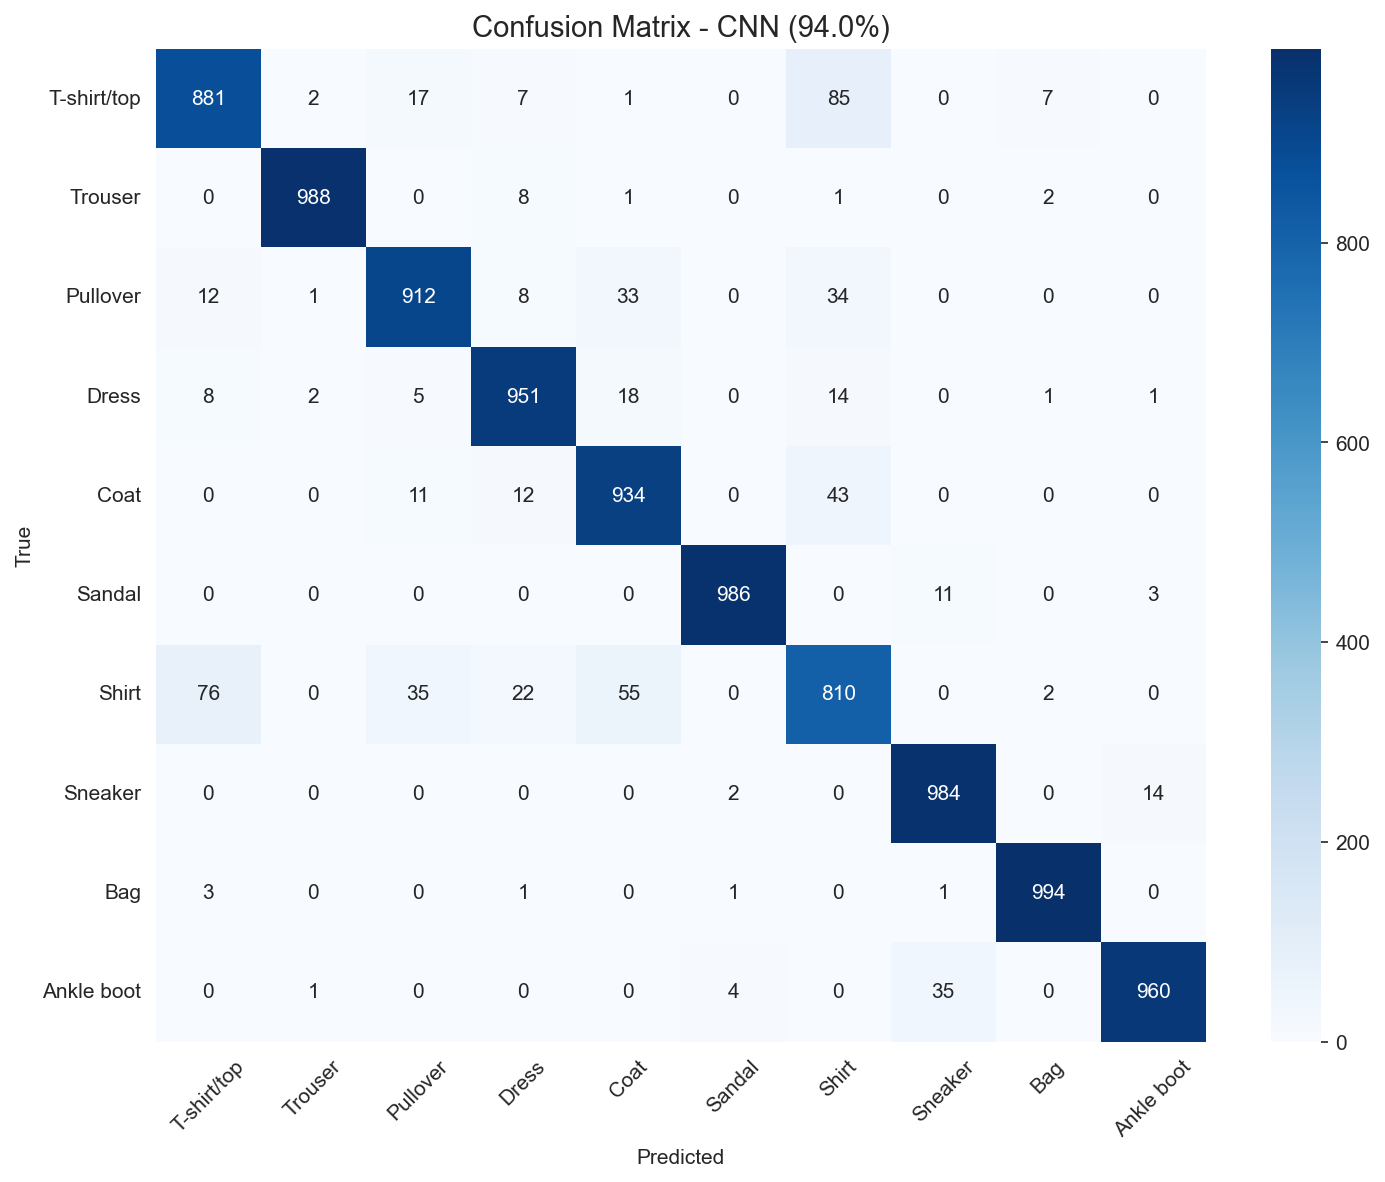 Confusion Matrix - CNN (94.0%)
T-shirt/top 881 2 17 7 1 0 85 0 7 0
Trouser 0 988 0 8 1 0 1 0 2 0
Pullover 12 1 912 8 33 0 34 0 0 0
Dress 8 2 5 951 18 0 14 0 1 1
Coat 0 0 11 12 934 0 43 0 0 0
Sandal 0 0 0 0 0 986 0 11 0 3
Shirt 76 0 35 22 55 0 810 0 2 0
Sneaker 0 0 0 0 0 2 0 984 0 14
Bag 3 0 0 1 0 1 0 1 994 0
Ankle boot 0 1 0 0 0 4 0 35 0 960
True
T-shirt/top Trouser Pullover Dress Coat Sandal Shirt Sneaker Bag Ankle boot
Predicted
800
600
400
200
0